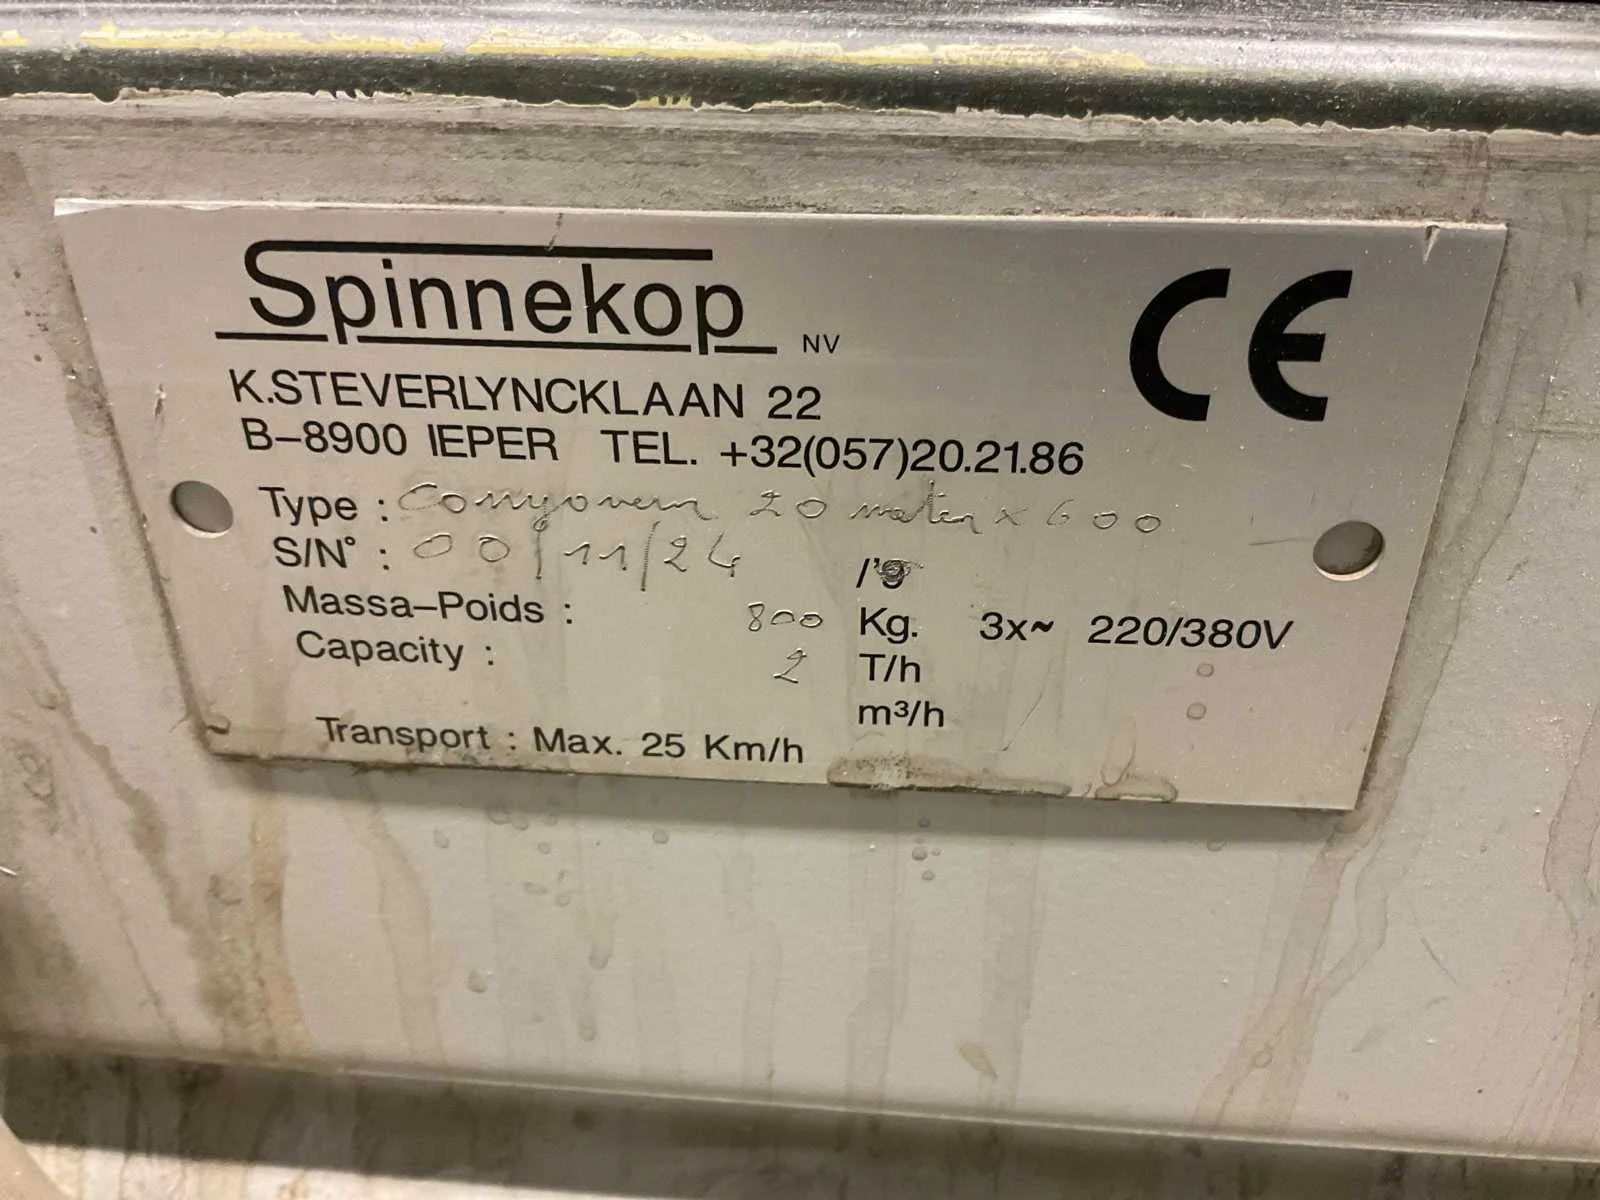 Spinnekop NV
CE
K.STEVERLYNCKLAAN 22
B-8900 IEPER TEL. +32(057)20.21.86
Type : 20 meter x 600
S/N° : 00/11/24
Massa-Poids : 800 Kg. 3x~ 220/380V
Capacity : 2 T/h
m³/h
Transport : Max. 25 Km/h